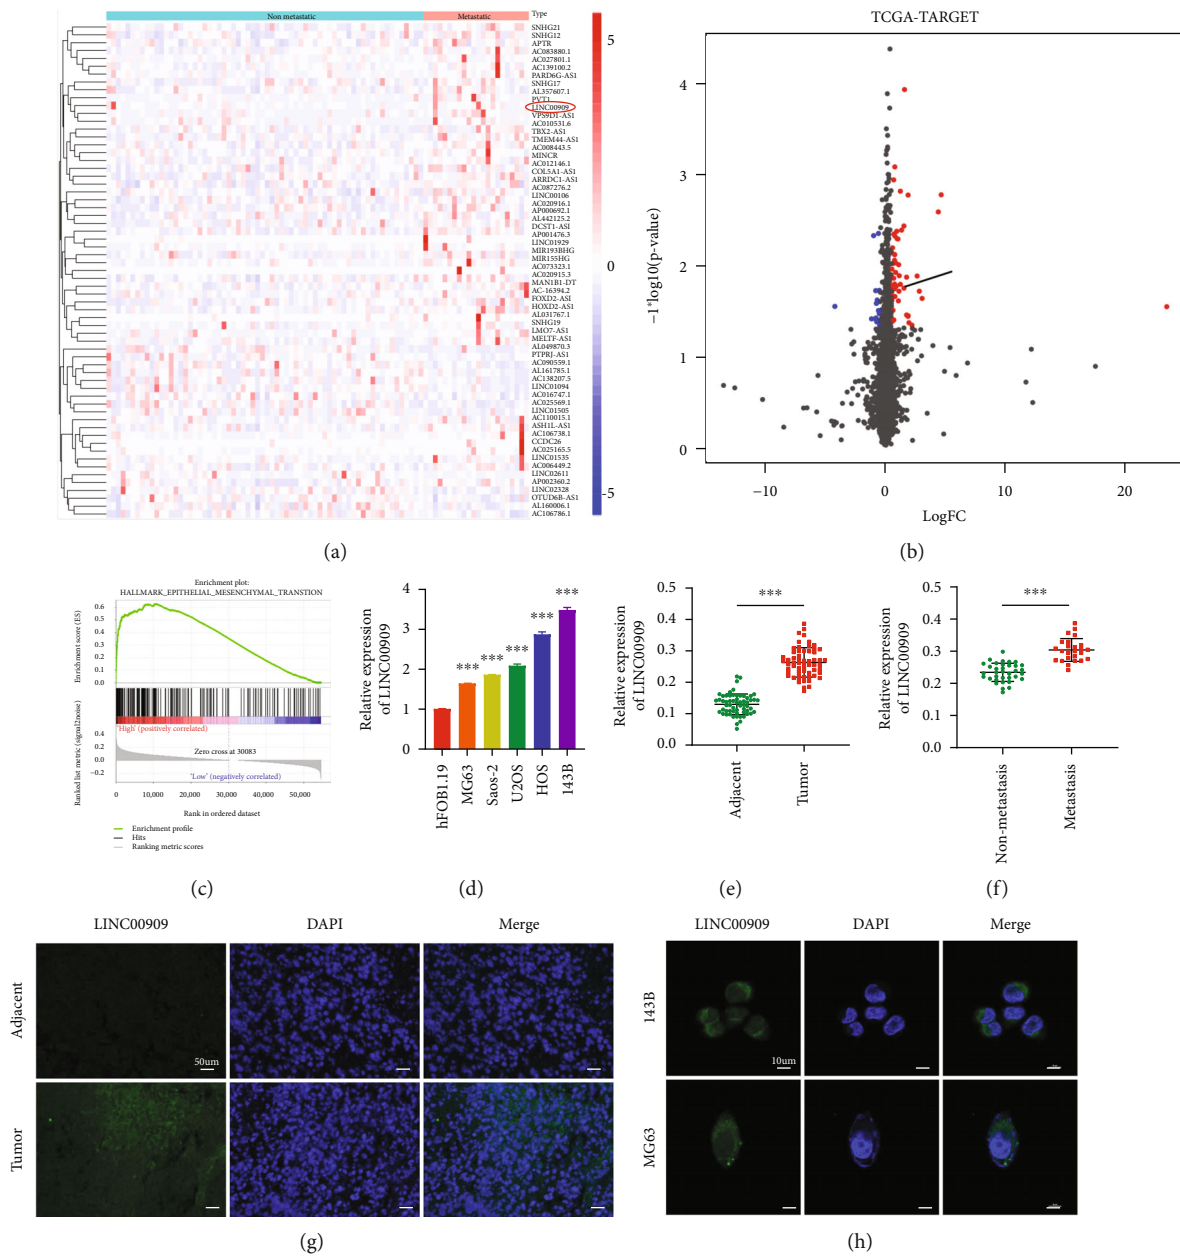 Non metastatic
Metastatic
Type
SNHG21
SNHG12
APTR
AC083880.1
AC027801.1
AC139100.2
PARD6G-AS1
SNHG17
AL357607.1
PVT1
LINC00909
VPS9D1-AS1
AC010531.6
TBX2-AS1
TMEM44-AS1
AC008443.5
MINCR
AC012146.1
COL5A1-AS1
ARRDC1-AS1
AC087276.2
LINC00106
AC020916.1
AP000692.1
AL442125.2
DCST1-ASI
AP001476.3
LINC01929
MIR193BHG
MIR155HG
AC073323.1
AC020915.3
MAN1B1-DT
AC-16394.2
FOXD2-ASI
HOXD2-AS1
AL031767.1
SNHG19
LMO7-AS1
MELTF-AS1
AL049870.3
PTPRJ-AS1
AC090559.1
AL161785.1
AC138207.5
LINC01094
AC016747.1
AC025569.1
LINC01505
AC110015.1
ASH1L-AS1
AC106738.1
CCDC26
AC025165.5
LINC01535
AC006449.2
LINC02611
AP002360.2
LINC02328
OTUD6B-AS1
AL160006.1
AC106786.1
5
0
-5
(a)
TCGA-TARGET
−1*log10(p-value)
4
3
2
1
0
−10
0
10
20
LogFC
(b)
Enrichment plot:
HALLMARK_EPITHELIAL_MESENCHYMAL_TRANSTION
Enrichment score (ES)
0.6
0.5
0.4
0.3
0.2
0.1
0.0
'High' (positively correlated)
Ranked list metric (signal2noise)
0.4
0.2
0.0
−0.2
Zero cross at 30083
'Low' (negatively correlated)
0
10,000
20,000
30,000
40,000
50,000
Rank in ordered dataset
Enrichment profile
Hits
Ranking metric scores
(c)
Relative expression
of LINC00909
4
3
2
1
0
***
***
***
***
***
hFOB1.19
MG63
Saos-2
U2OS
HOS
143B
(d)
Relative expression
of LINC00909
0.5
0.4
0.3
0.2
0.1
0.0
***
Adjacent
Tumor
(e)
Relative expression
of LINC00909
0.5
0.4
0.3
0.2
0.1
0.0
***
Non-metastasis
Metastasis
(f)
LINC00909
DAPI
Merge
Adjacent
50um
Tumor
(g)
LINC00909
DAPI
Merge
143B
10um
MG63
(h)